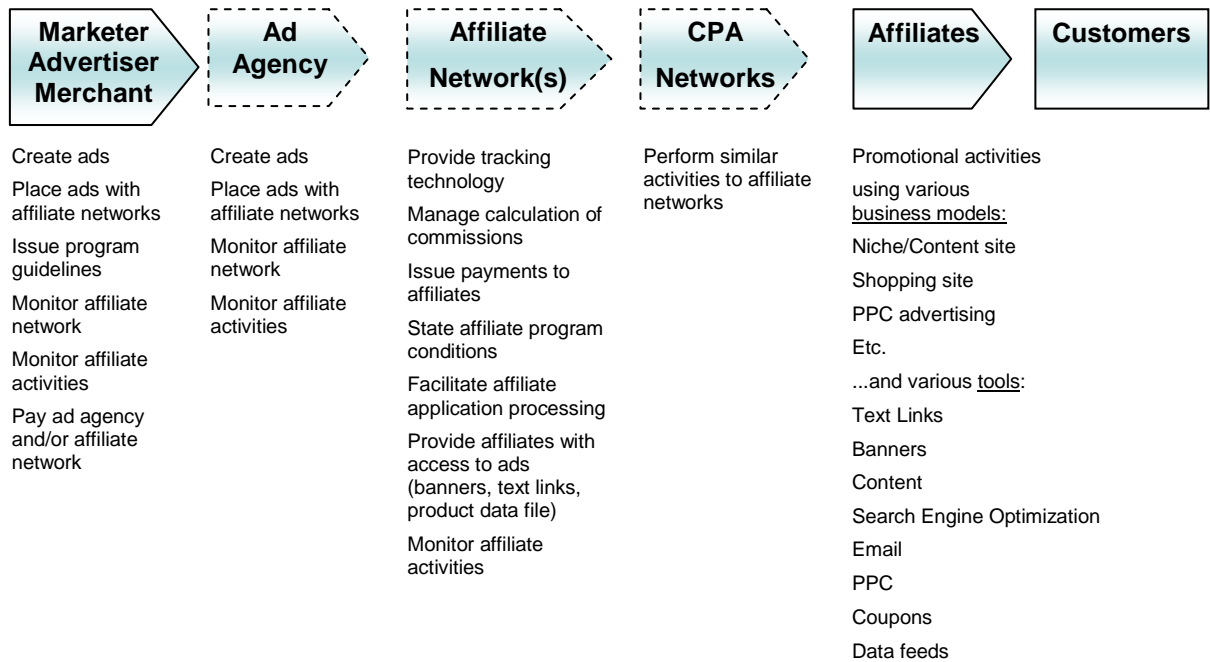 Marketer
Advertiser
Merchant
Ad
Agency
Affiliate
Network(s)
CPA
Networks
Affiliates
Customers
Create ads
Place ads with
affiliate networks
Issue program
guidelines
Monitor affiliate
network
Monitor affiliate
activities
Pay ad agency
and/or affiliate
network
Create ads
Place ads with
affiliate networks
Monitor affiliate
network
Monitor affiliate
activities
Provide tracking
technology
Manage calculation of
commissions
Issue payments to
affiliates
State affiliate program
conditions
Facilitate affiliate
application processing
Provide affiliates with
access to ads
(banners, text links,
product data file)
Monitor affiliate
activities
Perform similar
activities to affiliate
networks
Promotional activities
using various
business models:
Niche/Content site
Shopping site
PPC advertising
Etc.
...and various tools:
Text Links
Banners
Content
Search Engine Optimization
Email
PPC
Coupons
Data feeds